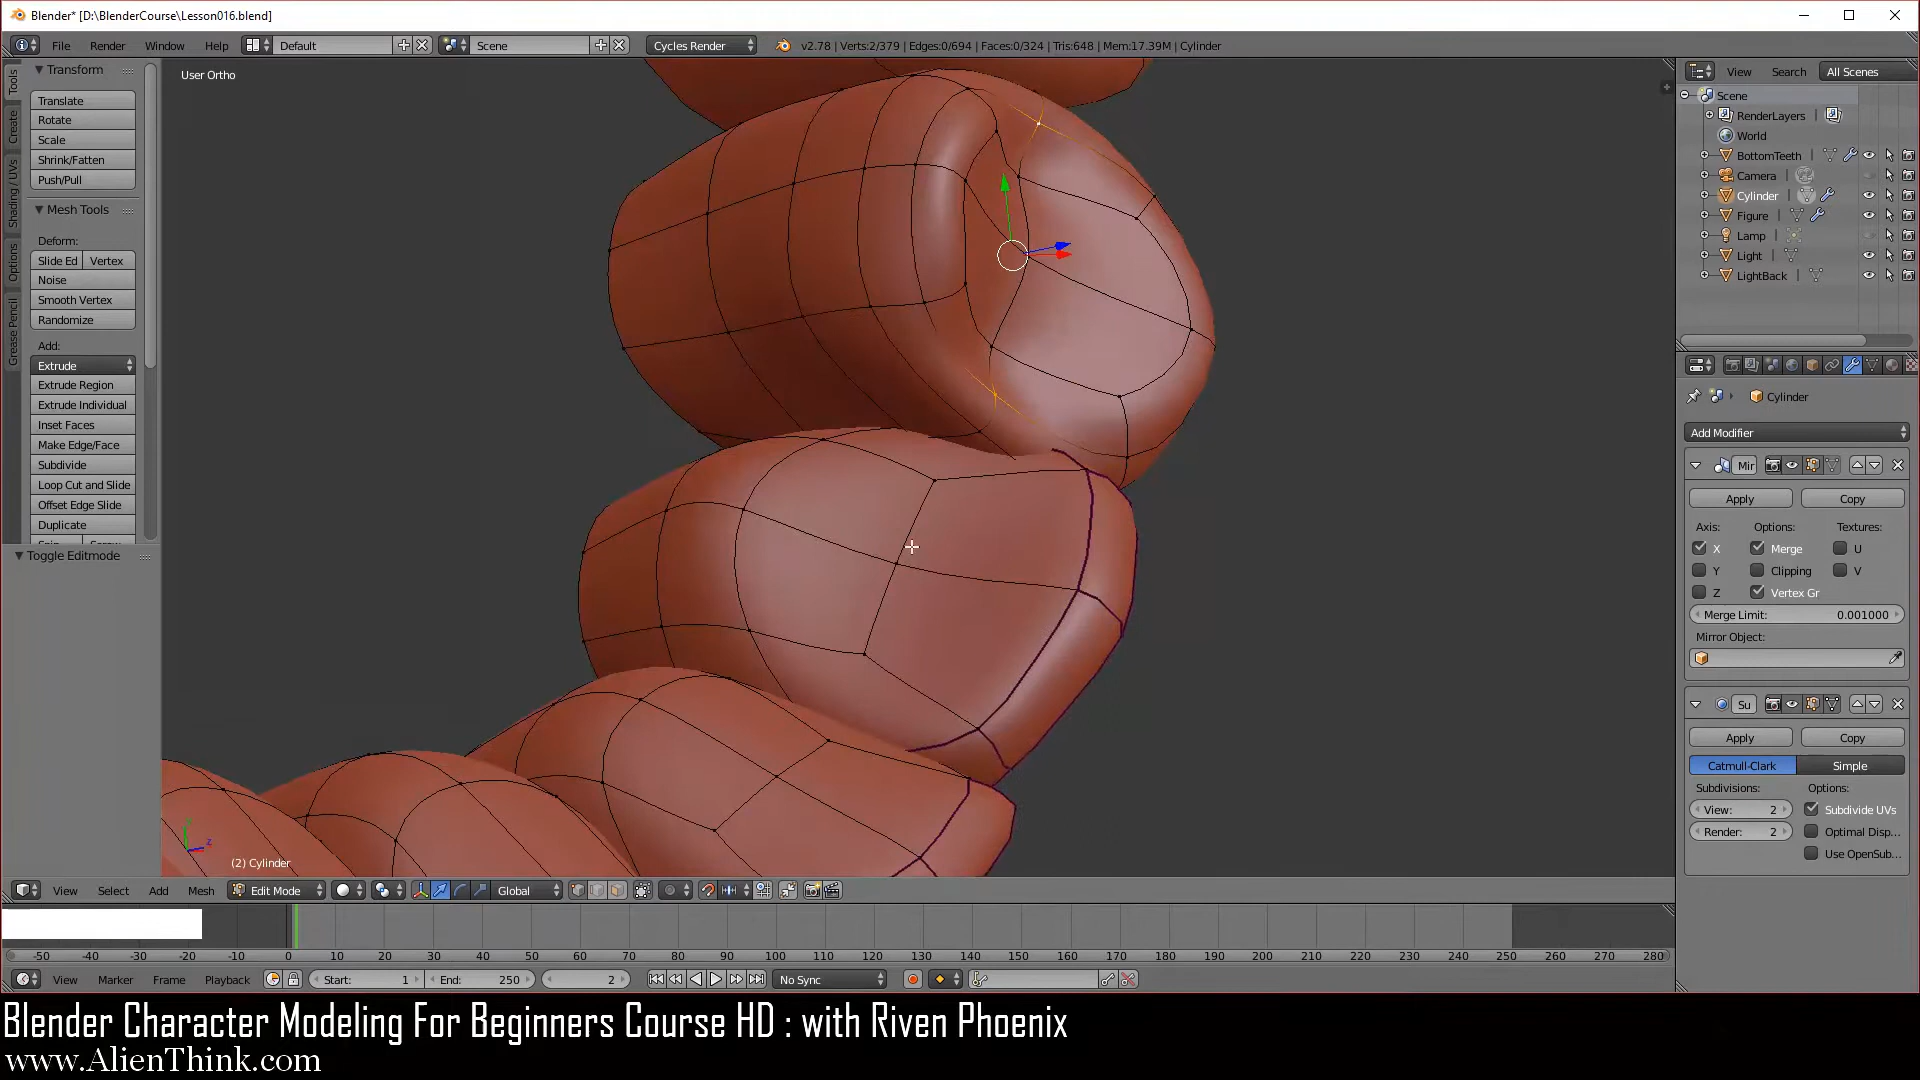 Blender* [D:\BlenderCourse\Lesson016.blend]
File Render Window Help Default Scene Cycles Render v2.78 | Verts:2/379 | Edges:0/694 | Faces:0/324 | Tris:648 | Mem:17.39M | Cylinder
Tools
Create
Shading / UVs
Options
Grease Pencil
Transform
Translate
Rotate
Scale
Shrink/Fatten
Push/Pull
Mesh Tools
Deform:
Slide Ed Vertex
Noise
Smooth Vertex
Randomize
Add:
Extrude
Extrude Region
Extrude Individual
Inset Faces
Make Edge/Face
Subdivide
Loop Cut and Slide
Offset Edge Slide
Duplicate
Toggle Editmode
User Ortho
(2) Cylinder
View Search All Scenes
Scene
RenderLayers
World
BottomTeeth
Camera
Cylinder
Figure
Lamp
Light
LightBack
Cylinder
Add Modifier
Mir
Apply Copy
Axis: Options: Textures:
X Merge U
Y Clipping V
Z Vertex Gr
Merge Limit: 0.001000
Mirror Object:
Su
Apply Copy
Catmull-Clark Simple
Subdivisions: Options:
View: 2 Subdivide UVs
Render: 2 Optimal Disp...
Use OpenSub...
View Select Add Mesh Edit Mode Global
-50 -40 -30 -20 -10 0 10 20 30 40 50 60 70 80 90 100 110 120 130 140 150 160 170 180 190 200 210 220 230 240 250 260 270 280
View Marker Frame Playback Start: 1 End: 250 2 No Sync
Blender Character Modeling For Beginners Course HD : with Riven Phoenix
www.AlienThink.com